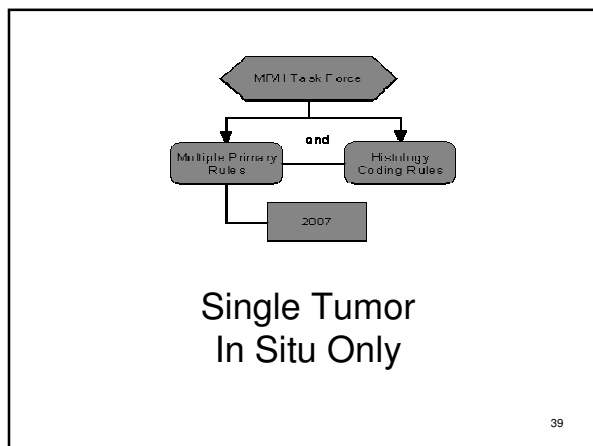 MP/H Task Force
and
Multiple Primary
Rules
Histology
Coding Rules
2007
Single Tumor
In Situ Only
39